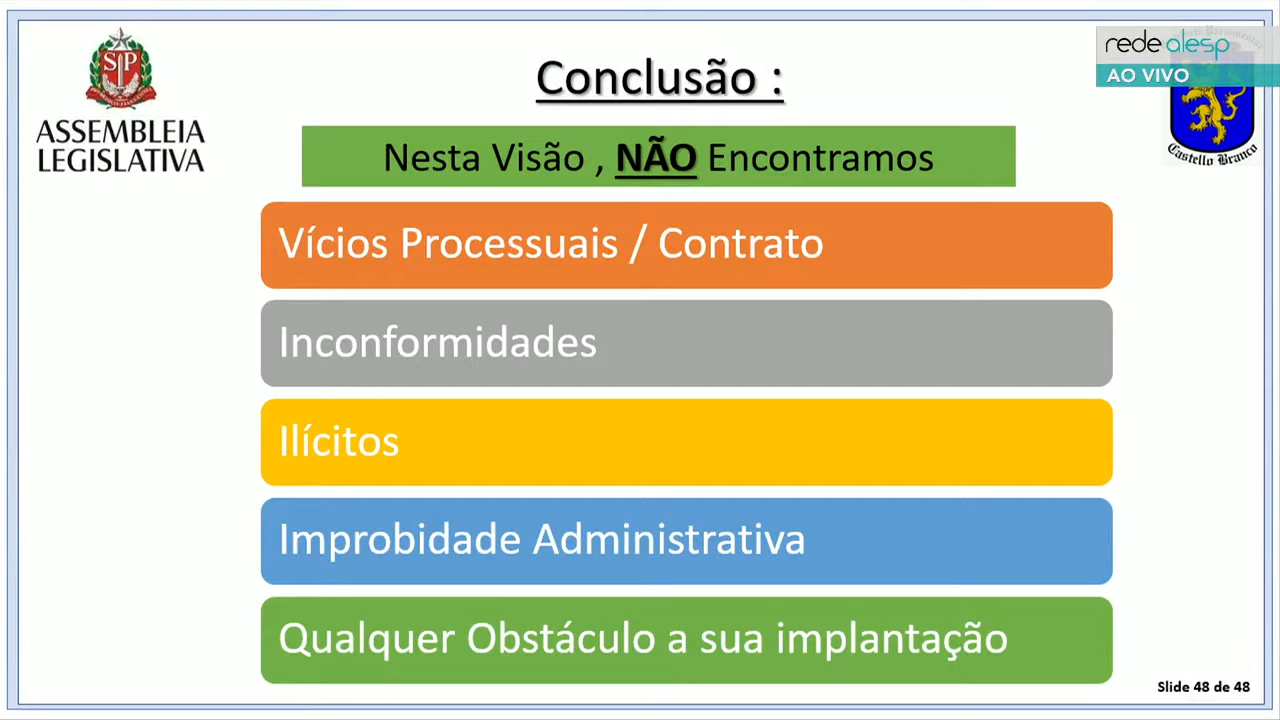 rede alesp
AO VIVO
SP
ASSEMBLEIA
LEGISLATIVA
Castello Branco
Conclusão :
Nesta Visão , NÃO Encontramos
Vícios Processuais / Contrato
Inconformidades
Ilícitos
Improbidade Administrativa
Qualquer Obstáculo a sua implantação
Slide 48 de 48